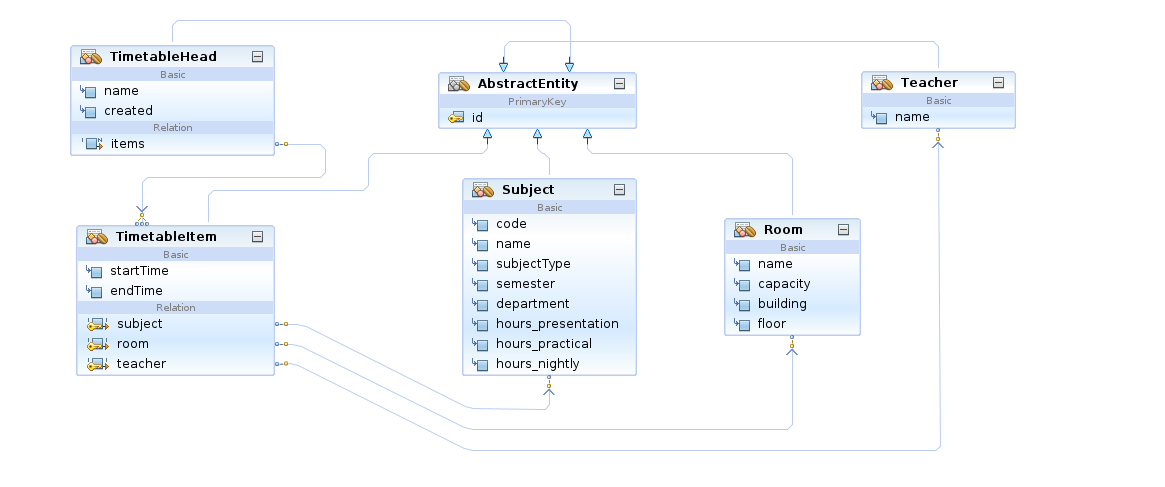 TimetableHead
Basic
name
created
Relation
items
AbstractEntity
PrimaryKey
id
Teacher
Basic
name
TimetableItem
Basic
startTime
endTime
Relation
subject
room
teacher
Subject
Basic
code
name
subjectType
semester
department
hours_presentation
hours_practical
hours_nightly
Room
Basic
name
capacity
building
floor